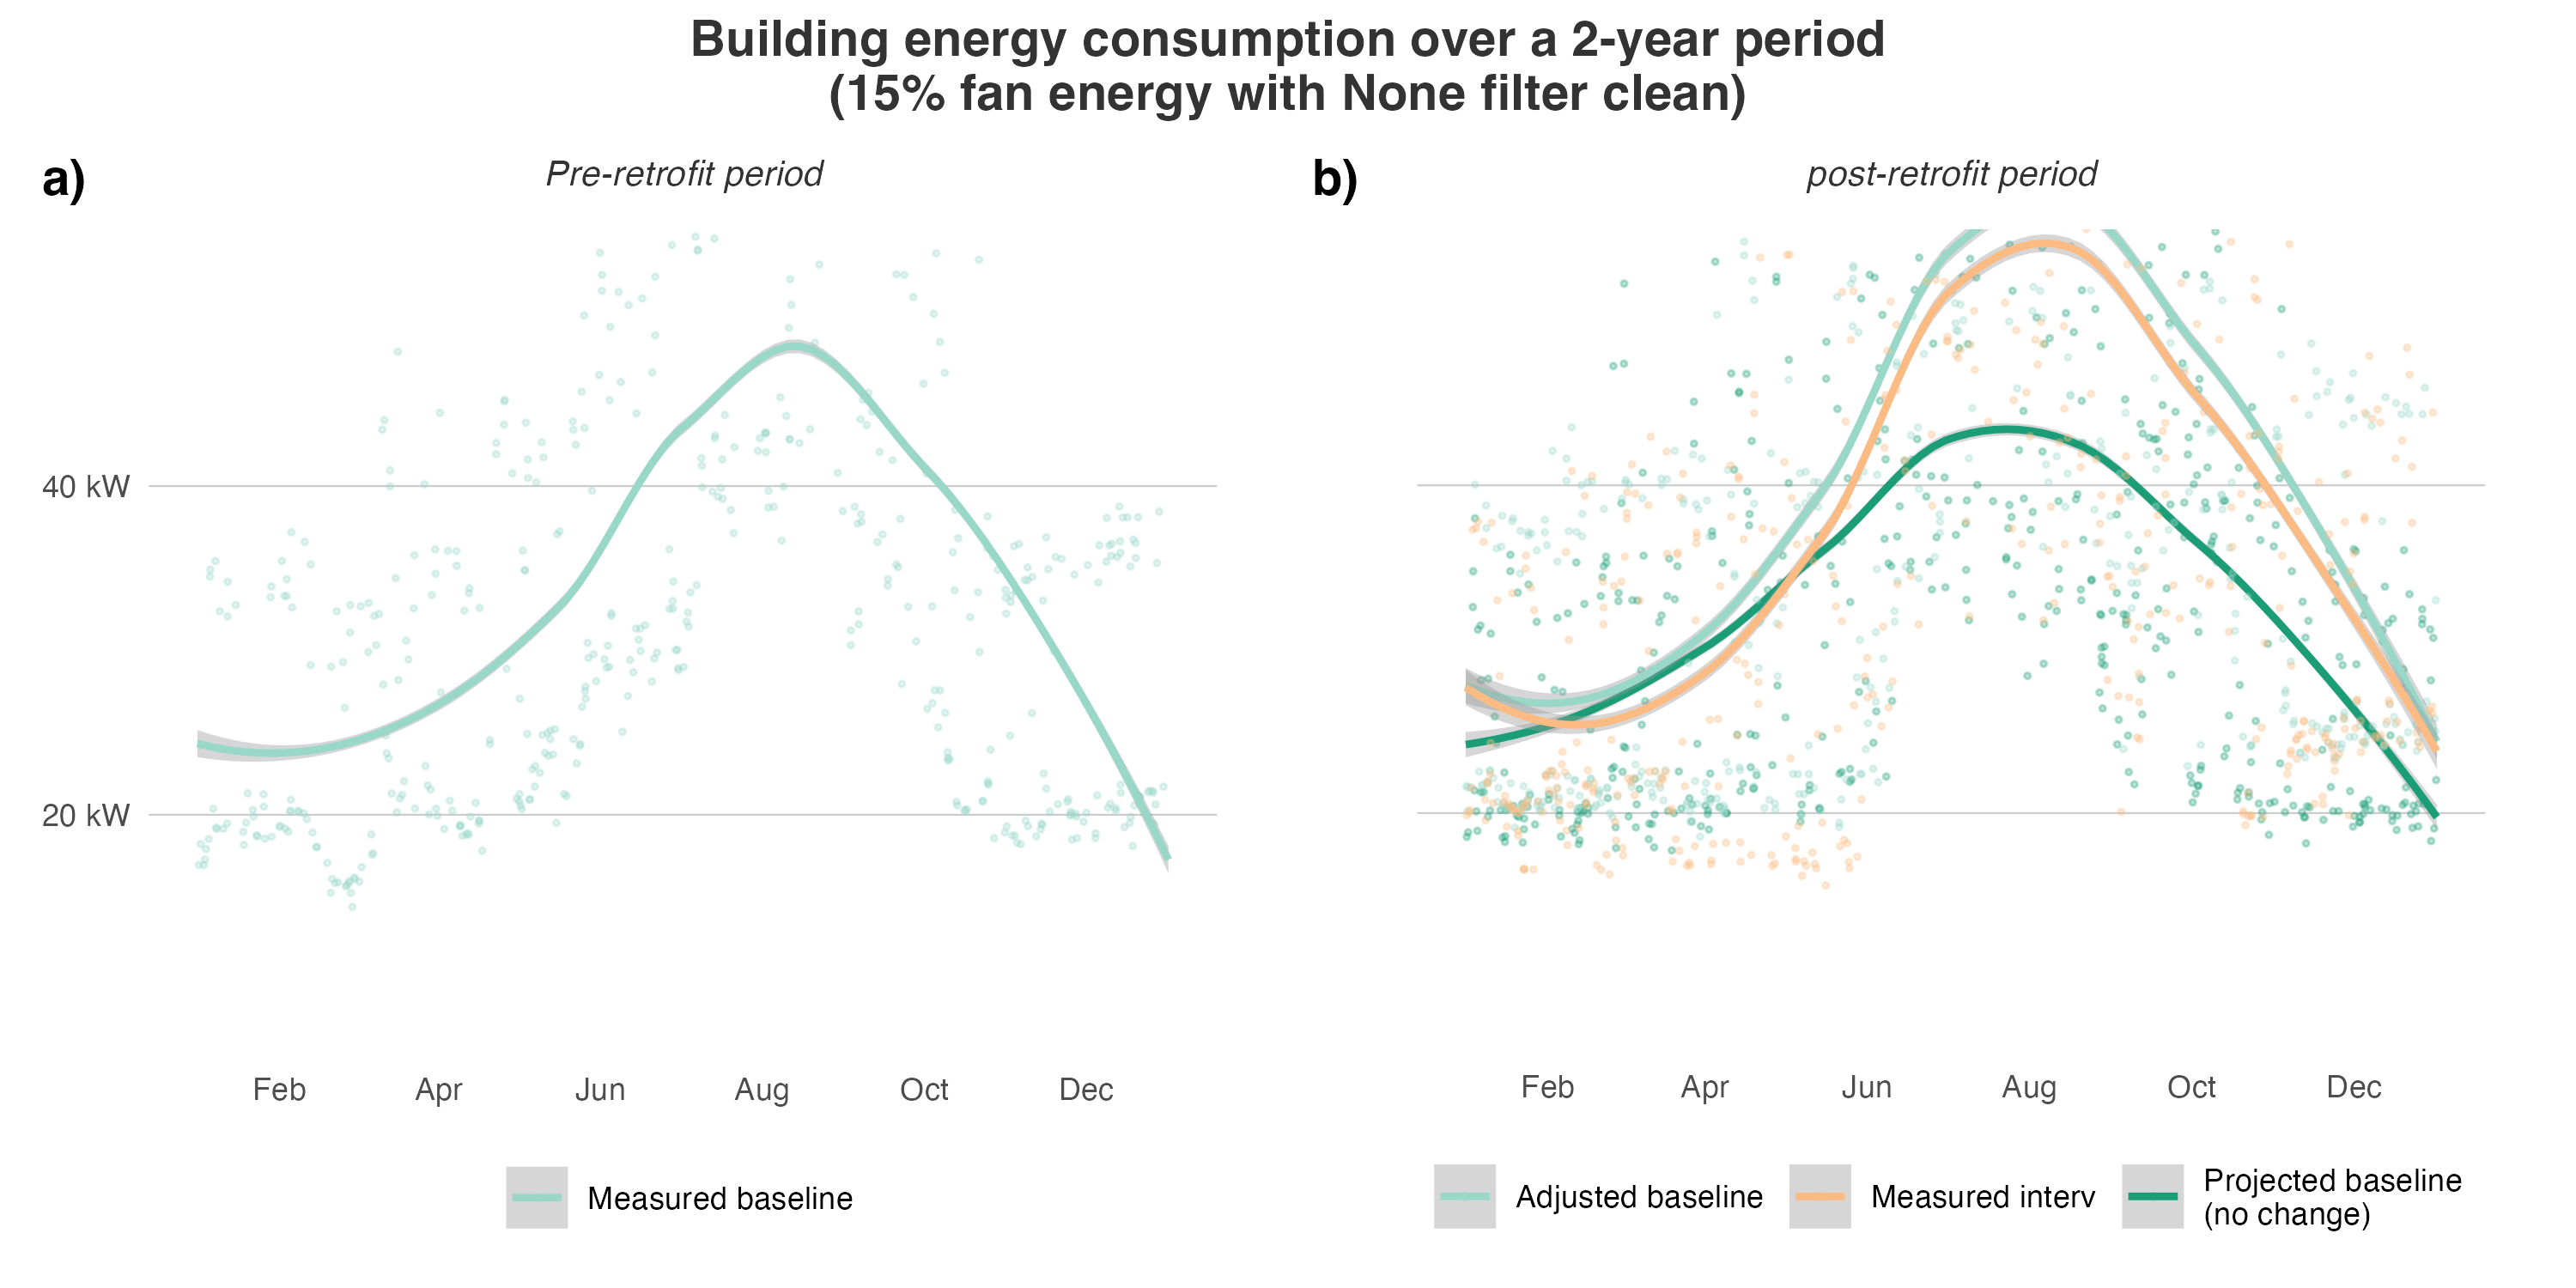 Building energy consumption over a 2-year period
(15% fan energy with None filter clean)
a)
Pre-retrofit period
40 kW
20 kW
Feb Apr Jun Aug Oct Dec
Measured baseline
b)
post-retrofit period
Feb Apr Jun Aug Oct Dec
Adjusted baseline
Measured interv
Projected baseline
(no change)